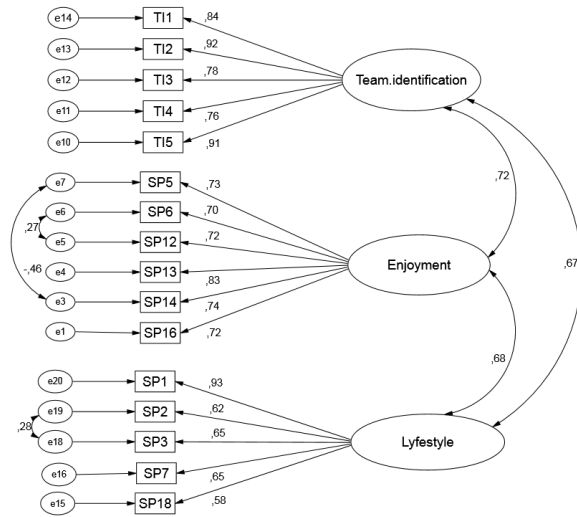 e14 TI1 ,84
e13 TI2 ,92
e12 TI3 ,78
Team.identification
e11 TI4 ,76
e10 TI5 ,91
e7 SP5 ,73
,72
e6 SP6 ,70
,27
e5 SP12 ,72
-,46
e4 SP13 ,83
Enjoyment
,67
e3 SP14 ,74
e1 SP16 ,72
,68
e20 SP1 ,93
e19 SP2 ,62
,28
e18 SP3 ,65
Lyfestyle
e16 SP7 ,65
e15 SP18 ,58